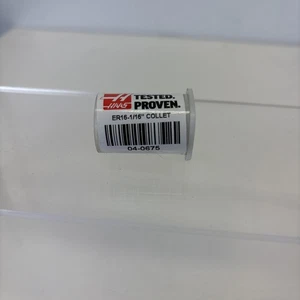 HAAS
TESTED.
PROVEN.
ER16-1/16" COLLET
04-0675